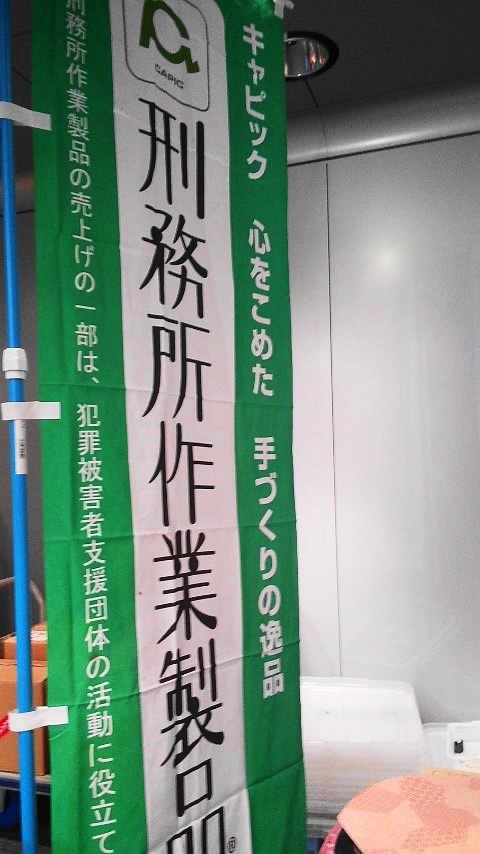 CAPIC
キャピック 心をこめた 手づくりの逸品
刑務所作業製品®
刑務所作業製品の売上げの一部は、犯罪被害者支援団体の活動に役立て